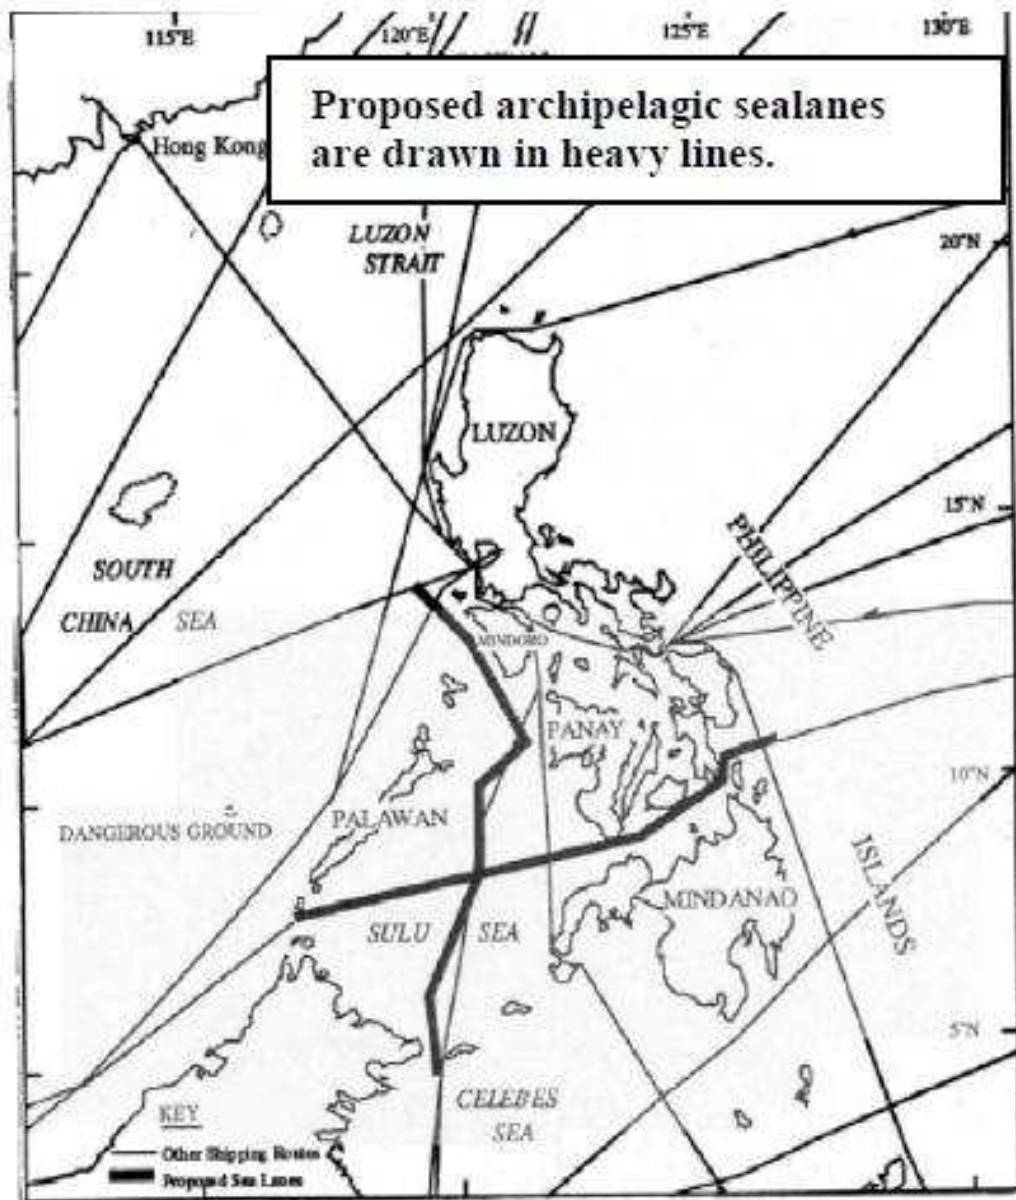 115°E
120°E
125°E
130°E
Proposed archipelagic sealanes
are drawn in heavy lines.
Hong Kong
LUZON
STRAIT
20°N
LUZON
15°N
SOUTH
CHINA SEA
PHILIPPINE
MINDORO
PANAY
10°N
DANGEROUS GROUND
PALAWAN
ISLANDS
MINDANAO
SULU SEA
5°N
CELEBES
SEA
KEY
Other Shipping Routes
Proposed Sea Lanes